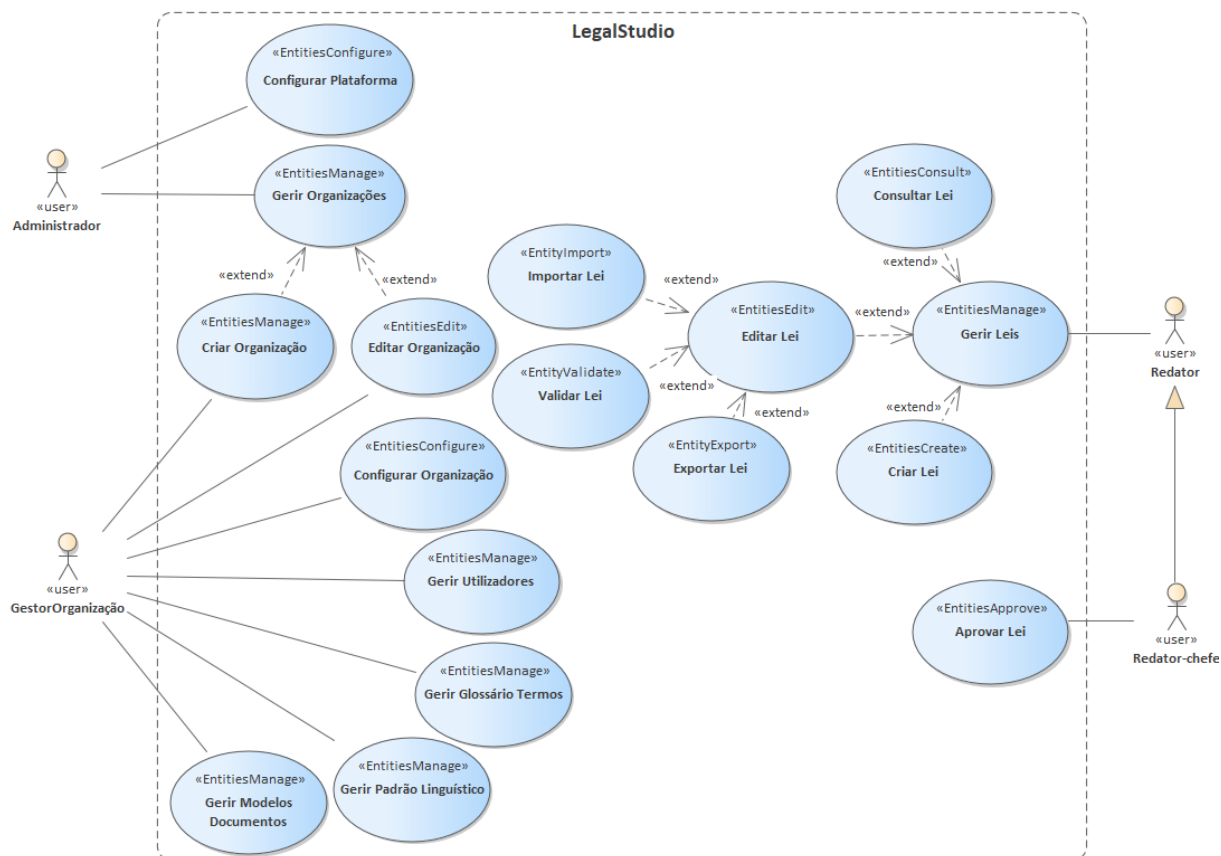 LegalStudio
«EntitiesConfigure»
Configurar Plataforma
«user»
Administrador
«EntitiesManage»
Gerir Organizações
«extend»
«extend»
«EntitiesManage»
Criar Organização
«EntitiesEdit»
Editar Organização
«EntityImport»
Importar Lei
«EntityValidate»
Validar Lei
«EntityExport»
Exportar Lei
«extend»
«extend»
«extend»
«EntitiesEdit»
Editar Lei
«extend»
«EntitiesConsult»
Consultar Lei
«extend»
«EntitiesManage»
Gerir Leis
«extend»
«EntitiesCreate»
Criar Lei
«user»
Redator
«EntitiesConfigure»
Configurar Organização
«user»
GestorOrganização
«EntitiesManage»
Gerir Utilizadores
«EntitiesApprove»
Aprovar Lei
«user»
Redator-chefe
«EntitiesManage»
Gerir Glossário Termos
«EntitiesManage»
Gerir Padrão Linguístico
«EntitiesManage»
Gerir Modelos
Documentos